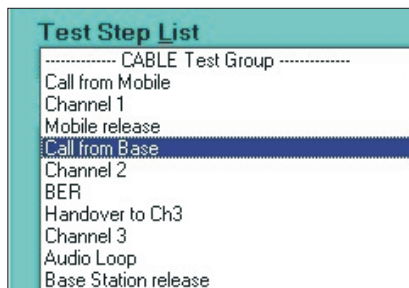 Test Step List
------------- CABLE Test Group -------------
Call from Mobile
Channel 1
Mobile release
Call from Base
Channel 2
BER
Handover to Ch3
Channel 3
Audio Loop
Base Station release